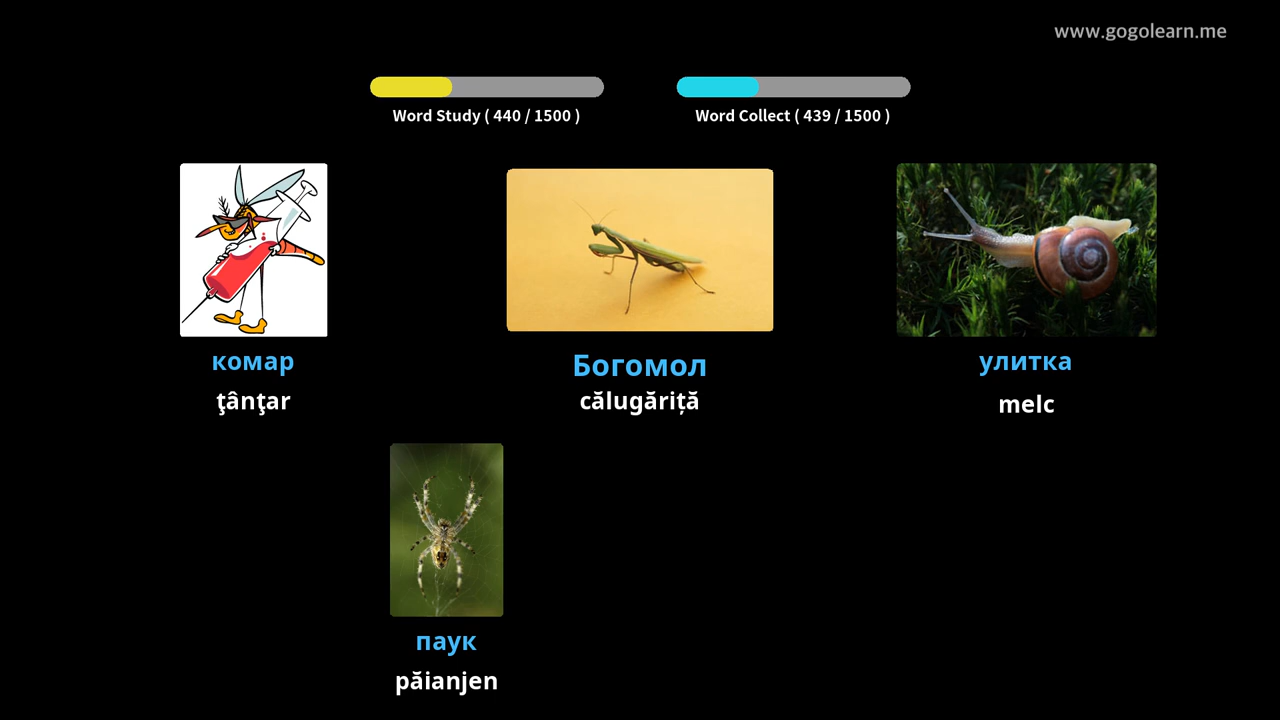 www.gogolearn.me
Word Study ( 440 / 1500 )
Word Collect ( 439 / 1500 )
комар
ţânţar
Богомол
călugăriță
улитка
melc
паук
păianjen